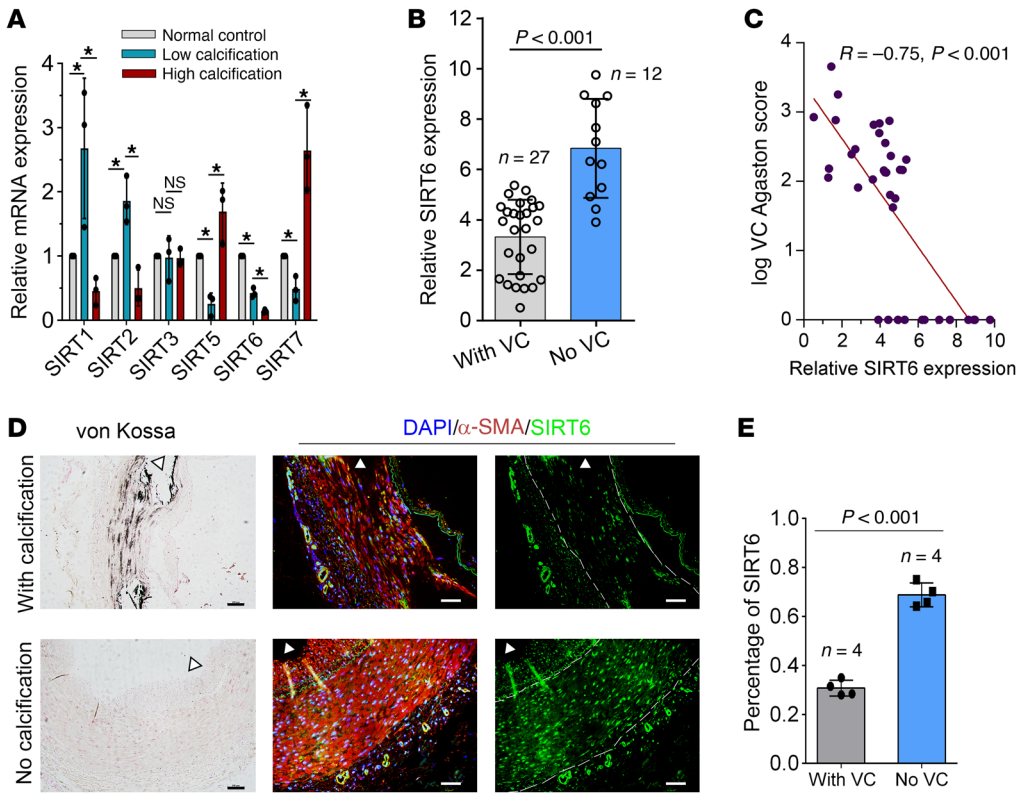 A
Normal control
Low calcification
High calcification
Relative mRNA expression
4
3
2
1
0
* * * * NS NS * * * * * *
SIRT1 SIRT2 SIRT3 SIRT5 SIRT6 SIRT7
B
P < 0.001
n = 27
n = 12
Relative SIRT6 expression
12
10
8
6
4
2
0
With VC No VC
C
R = −0.75, P < 0.001
log VC Agaston score
4
3
2
1
0
0 2 4 6 8 10
Relative SIRT6 expression
D
von Kossa
DAPI/α-SMA/SIRT6
With calcification
No calcification
E
P < 0.001
n = 4
n = 4
Percentage of SIRT6
1.0
0.8
0.6
0.4
0.2
0.0
With VC No VC